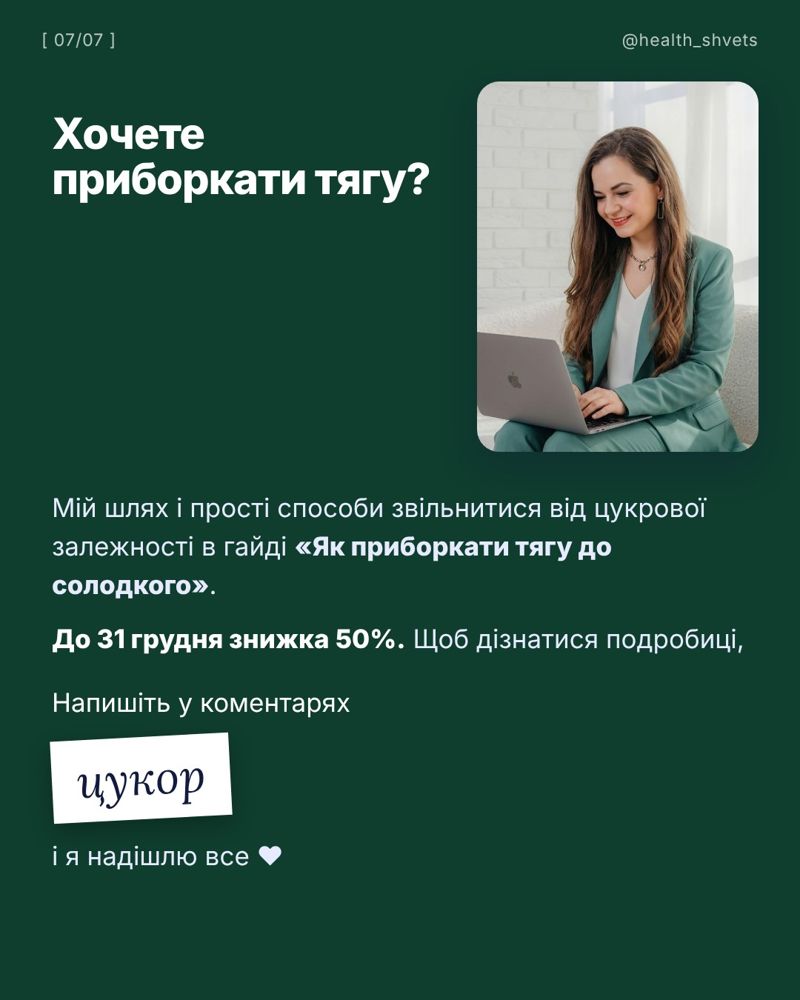 [ 07/07 ]
@health_shvets
Хочете
приборкати тягу?
Мій шлях і прості способи звільнитися від цукрової
залежності в гайді «Як приборкати тягу до
солодкого».
До 31 грудня знижка 50%. Щоб дізнатися подробиці,
Напишіть у коментарях
цукор
і я надішлю все ♥